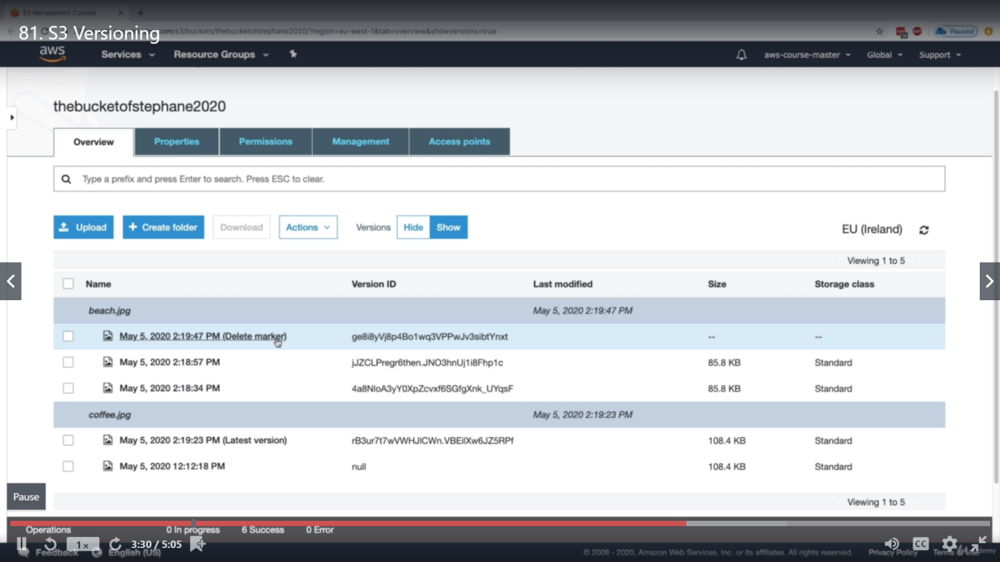 S3 Management Console
81. S3 Versioning
.com/s3/buckets/thebucketofstephane2020/?region=eu-west-1&tab=overview&showversions=true
Paused
aws Services Resource Groups aws-course-master Global Support
thebucketofstephane2020
Overview Properties Permissions Management Access points
Type a prefix and press Enter to search. Press ESC to clear.
Upload Create folder Download Actions Versions Hide Show EU (Ireland)
Viewing 1 to 5
Name Version ID Last modified Size Storage class
beach.jpg May 5, 2020 2:19:47 PM
May 5, 2020 2:19:47 PM (Delete marker) ge8i8yVj8p4Bo1wq3VPPwJv3sibtYnxt -- --
May 5, 2020 2:18:57 PM jJZCLPregr6then.JNO3hnUj1i8Fhp1c 85.8 KB Standard
May 5, 2020 2:18:34 PM 4a8NloA3yY0XpZcvxf6SGfgXnk_UYqsF 85.8 KB Standard
coffee.jpg May 5, 2020 2:19:23 PM
May 5, 2020 2:19:23 PM (Latest version) rB3ur7t7wVWHJlCWn.VBEilXw6JZ5RPf 108.4 KB Standard
May 5, 2020 12:12:18 PM null 108.4 KB Standard
Pause
Viewing 1 to 5
Operations 0 In progress 6 Success 0 Error
1x 3:30 / 5:05 CC
Feedback English (US) © 2008 - 2020, Amazon Web Services, Inc. or its affiliates. All rights reserved. Privacy Policy Terms of Use